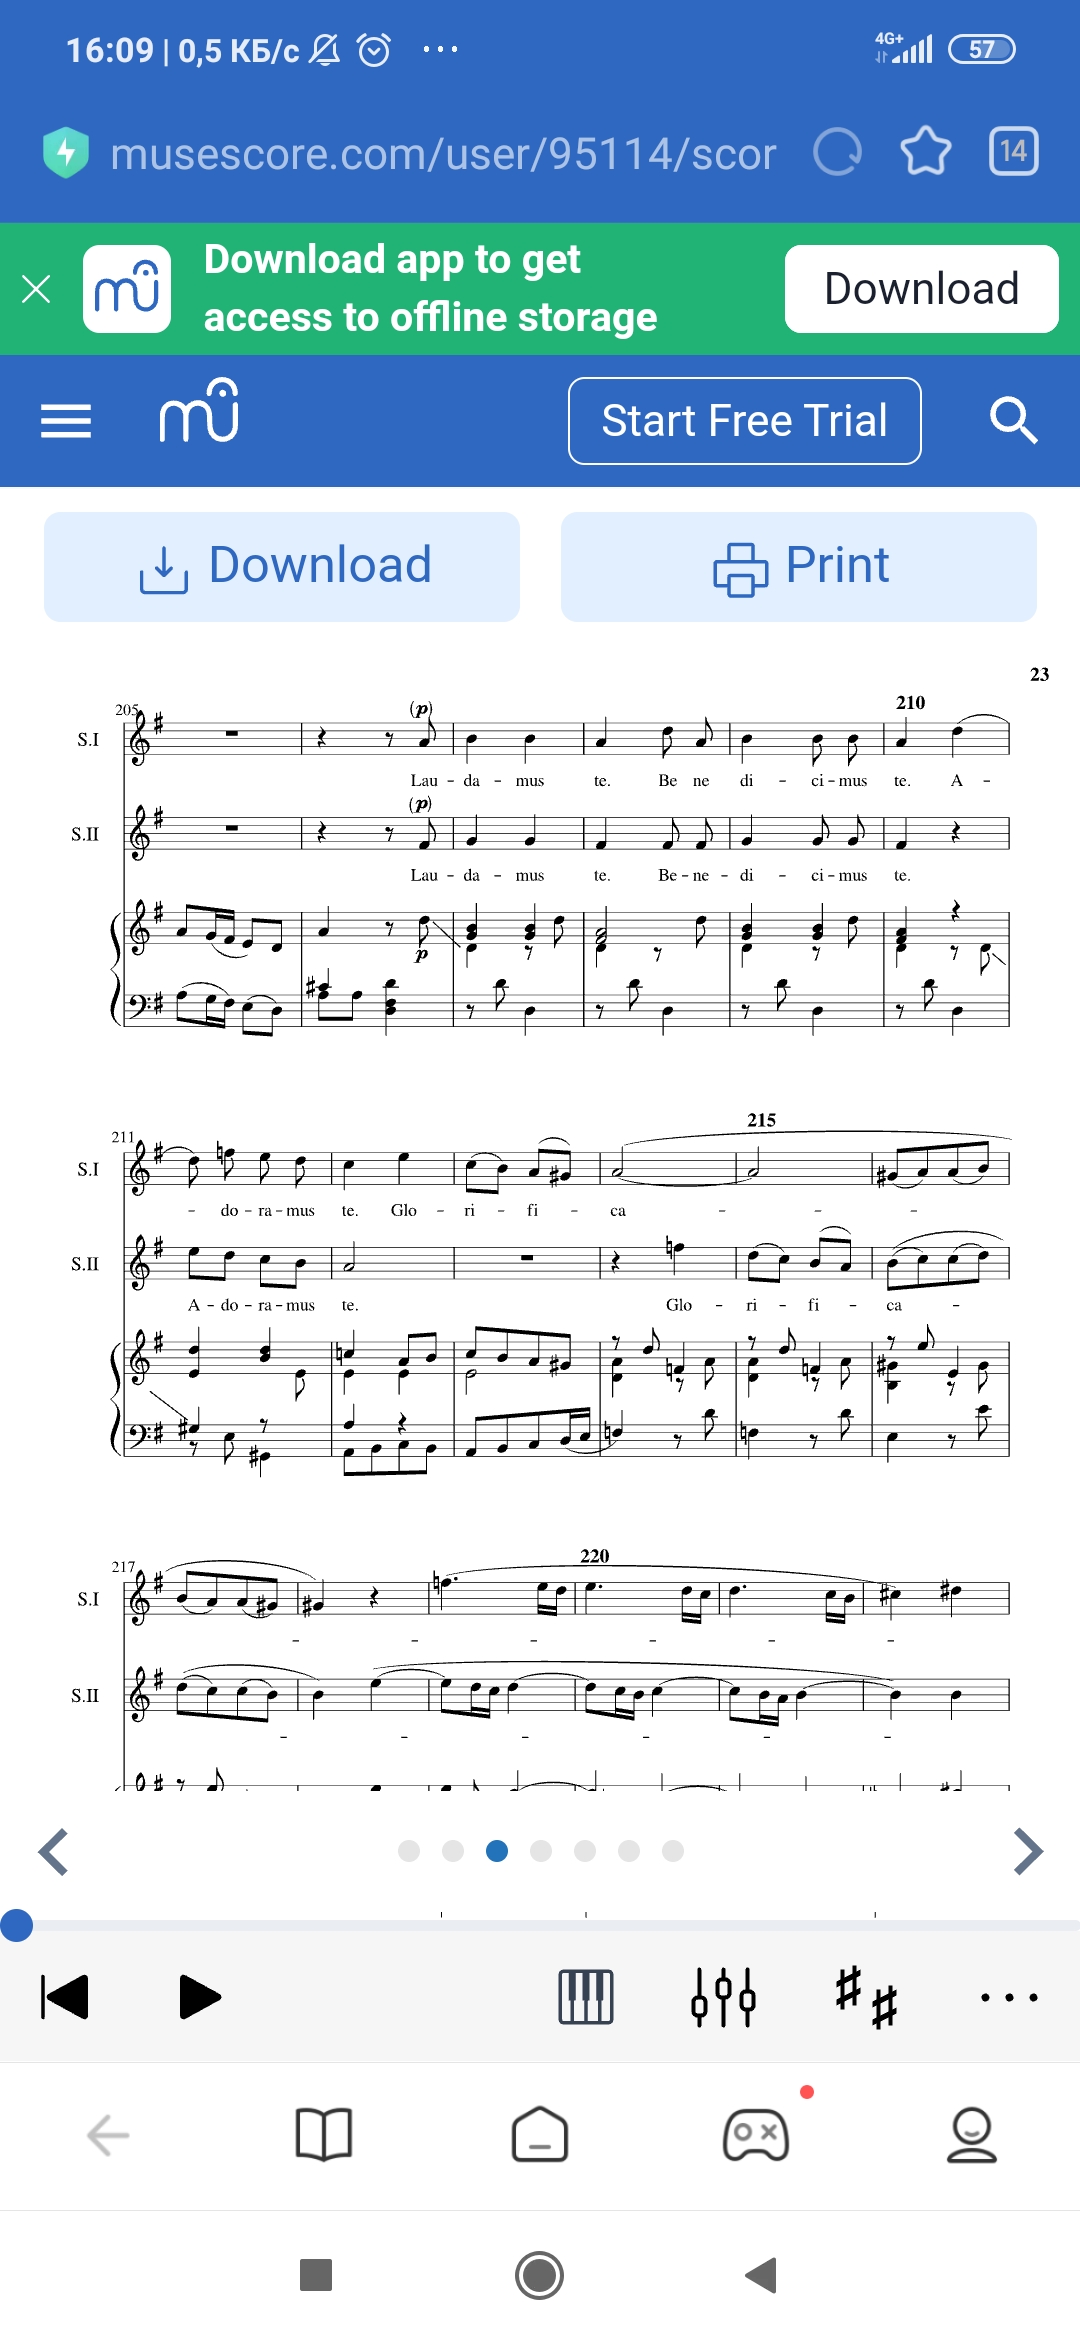 16:09 | 0,5 КБ/с ... 4G+ 57
musescore.com/user/95114/scor 14
Download app to get
access to offline storage
Download
Start Free Trial
Download
Print
23
205 (p) 210
S.I
Lau - da - mus te. Be ne di - ci - mus te. A -
(p)
S.II
Lau - da - mus te. Be - ne - di - ci - mus te.
p
211 215
S.I
- do - ra - mus te. Glo - ri - fi - ca - - -
S.II
A - do - ra - mus te. Glo - ri - fi - ca -
217 220
S.I
- - - - - -
S.II
- - - - - -